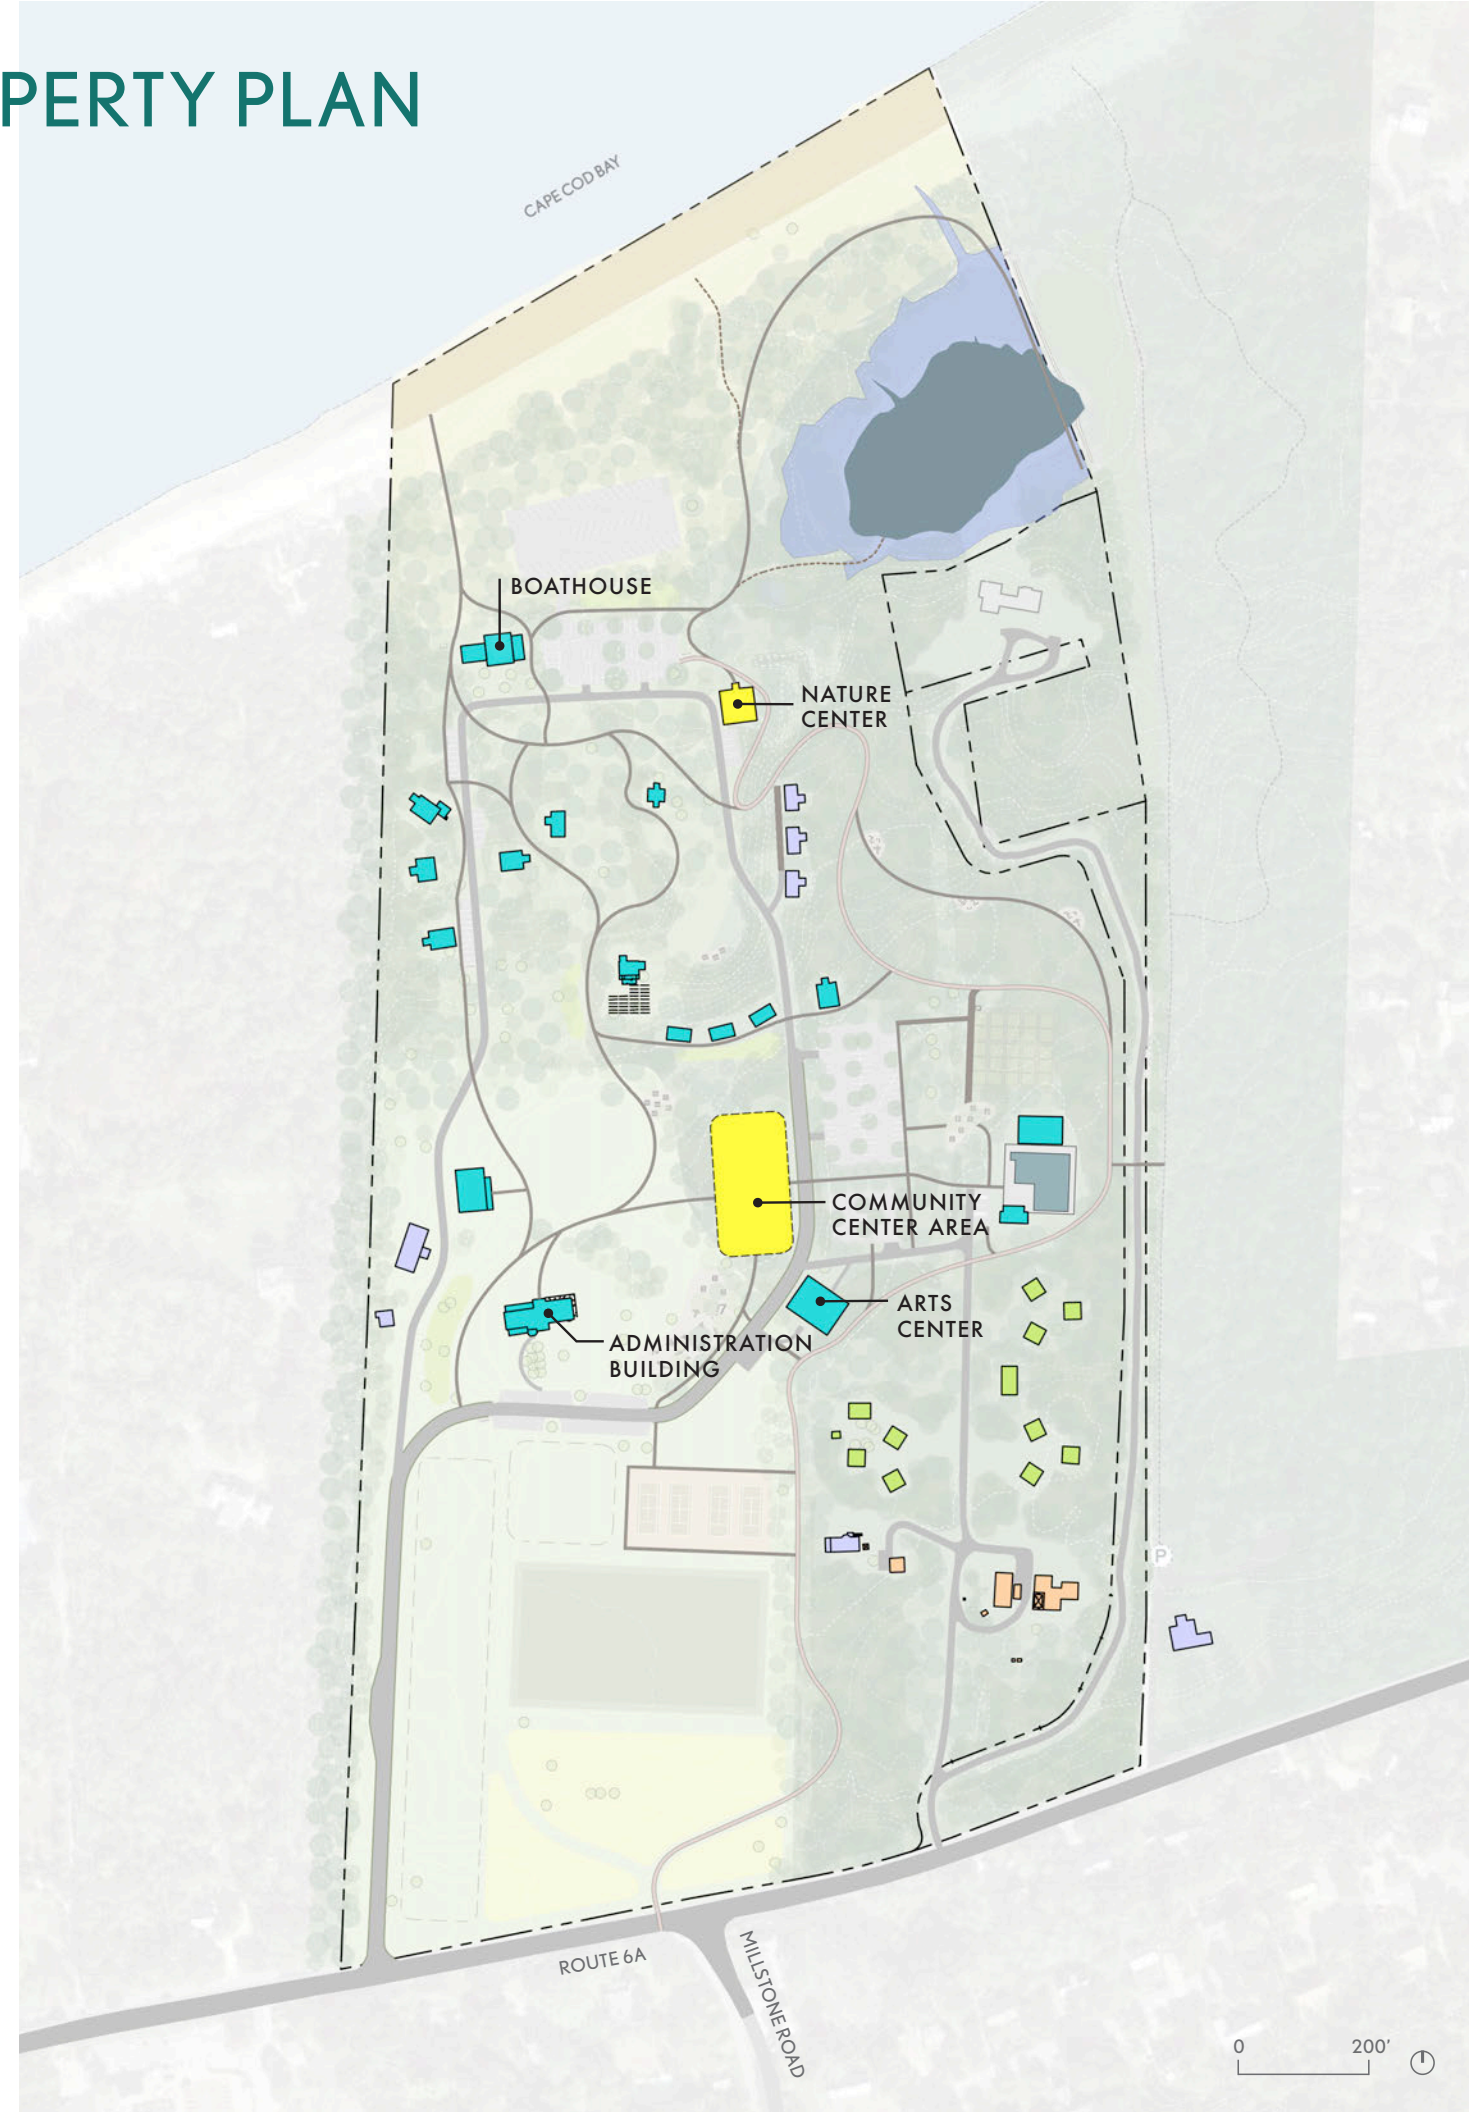 PERTY PLAN
CAPE COD BAY
BOATHOUSE
NATURE
CENTER
COMMUNITY
CENTER AREA
ARTS
CENTER
ADMINISTRATION
BUILDING
P
ROUTE 6A
MILLSTONE ROAD
0 200'